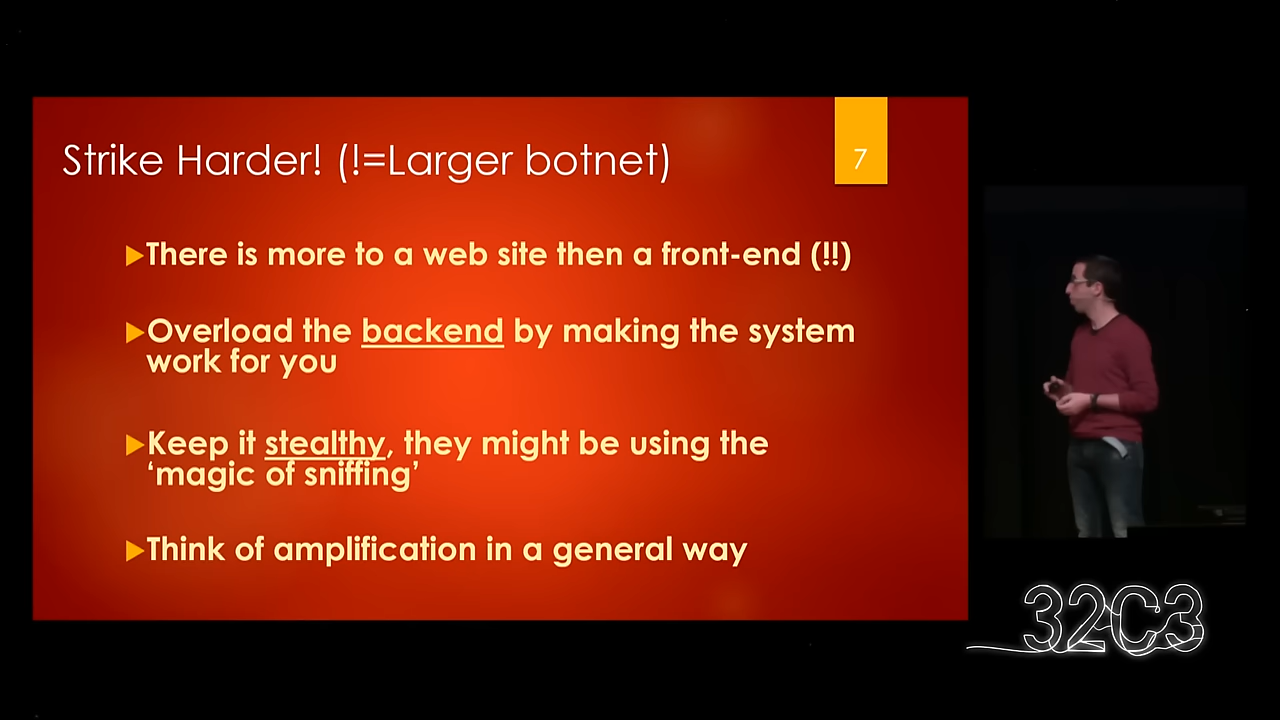 Strike Harder! (!=Larger botnet)
7
There is more to a web site then a front-end (!!)
Overload the backend by making the system
work for you
Keep it stealthy, they might be using the
‘magic of sniffing’
Think of amplification in a general way
32C3